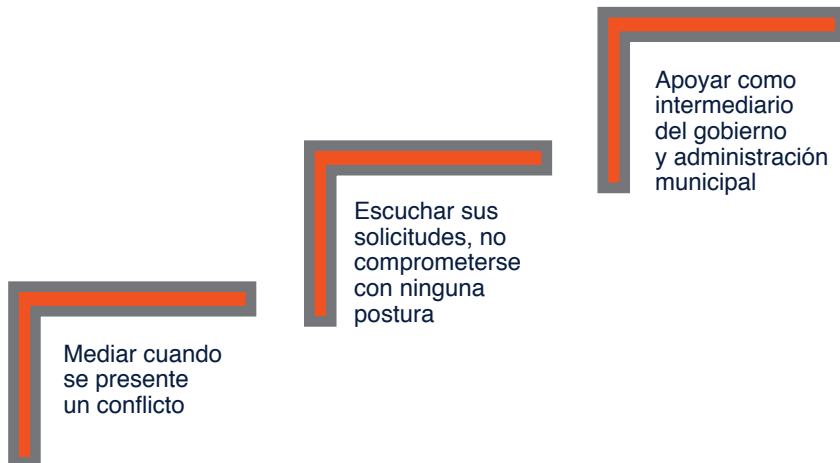 Apoyar como
intermediario
del gobierno
y administración
municipal
Escuchar sus
solicitudes, no
comprometerse
con ninguna
postura
Mediar cuando
se presente
un conflicto